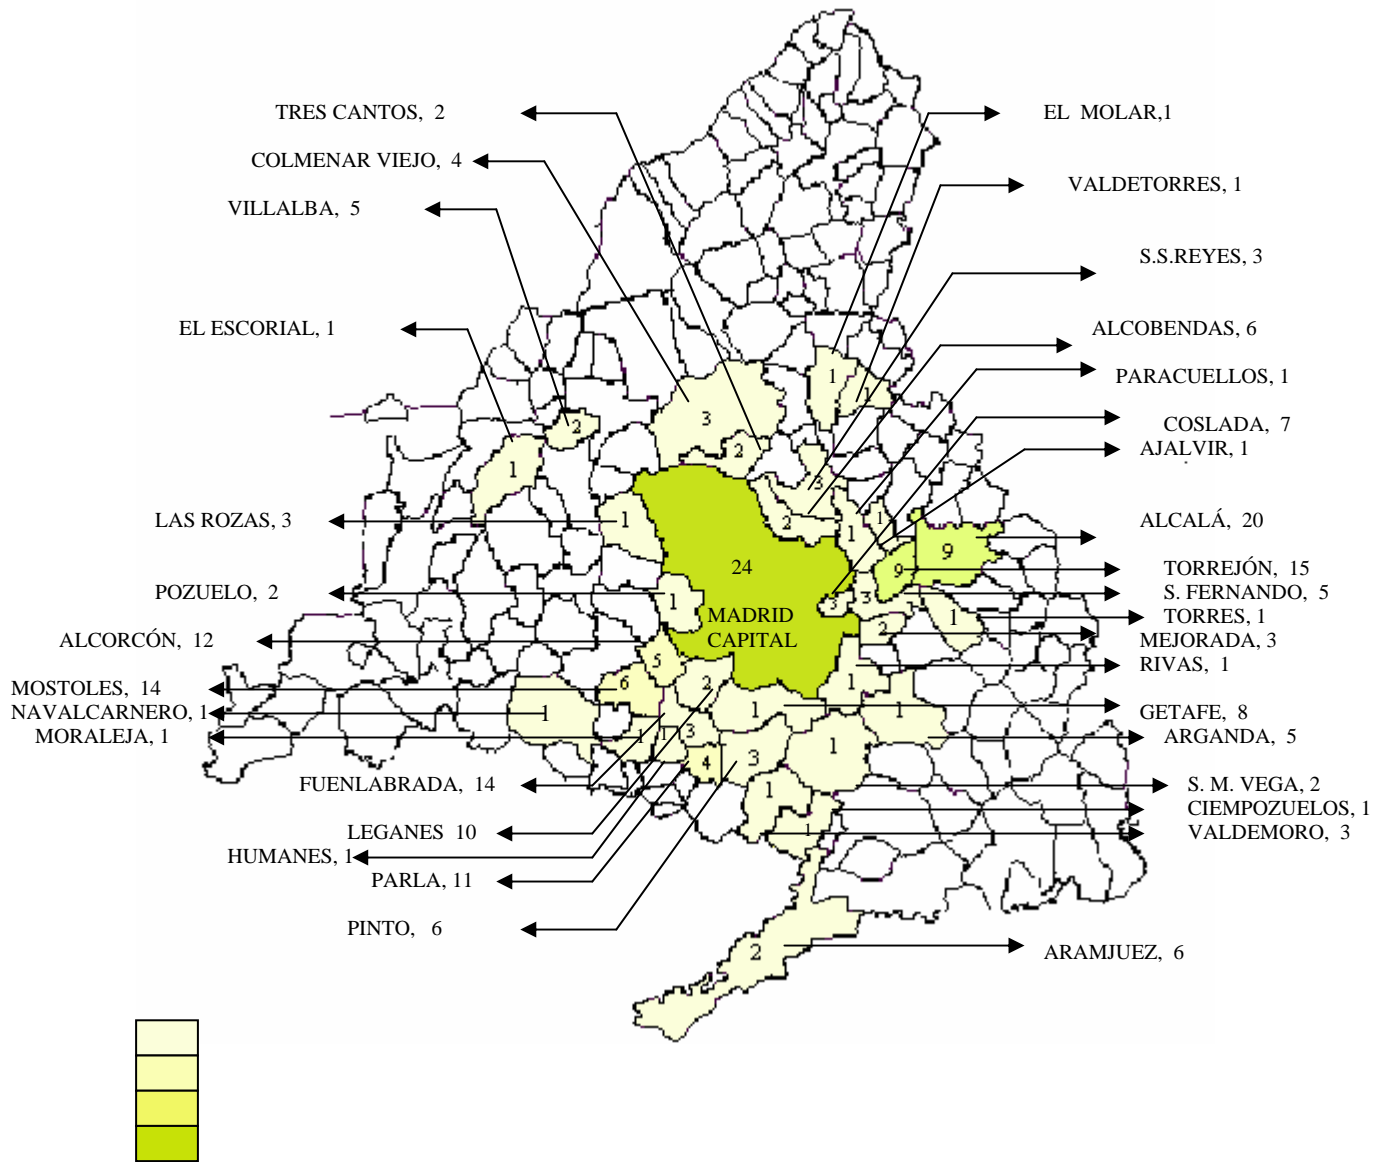 TRES CANTOS, 2
EL MOLAR,1
COLMENAR VIEJO, 4
VALDETORRES, 1
VILLALBA, 5
S.S.REYES, 3
EL ESCORIAL, 1
ALCOBENDAS, 6
PARACUELLOS, 1
COSLADA, 7
AJALVIR, 1
LAS ROZAS, 3
ALCALÁ, 20
TORREJÓN, 15
POZUELO, 2
S. FERNANDO, 5
TORRES, 1
ALCORCÓN, 12
MEJORADA, 3
RIVAS, 1
MOSTOLES, 14
NAVALCARNERO, 1
GETAFE, 8
MORALEJA, 1
ARGANDA, 5
FUENLABRADA, 14
S. M. VEGA, 2
CIEMPOZUELOS, 1
LEGANES 10
VALDEMORO, 3
HUMANES, 1
PARLA, 11
PINTO, 6
ARAMJUEZ, 6
1
1
3
2
2
1
3
2
1
1
1
9
24
9
MADRID
CAPITAL
1
3
3
3
1
2
5
6
2
1
1
1
1
1
1
3
4
3
1
1
1
2